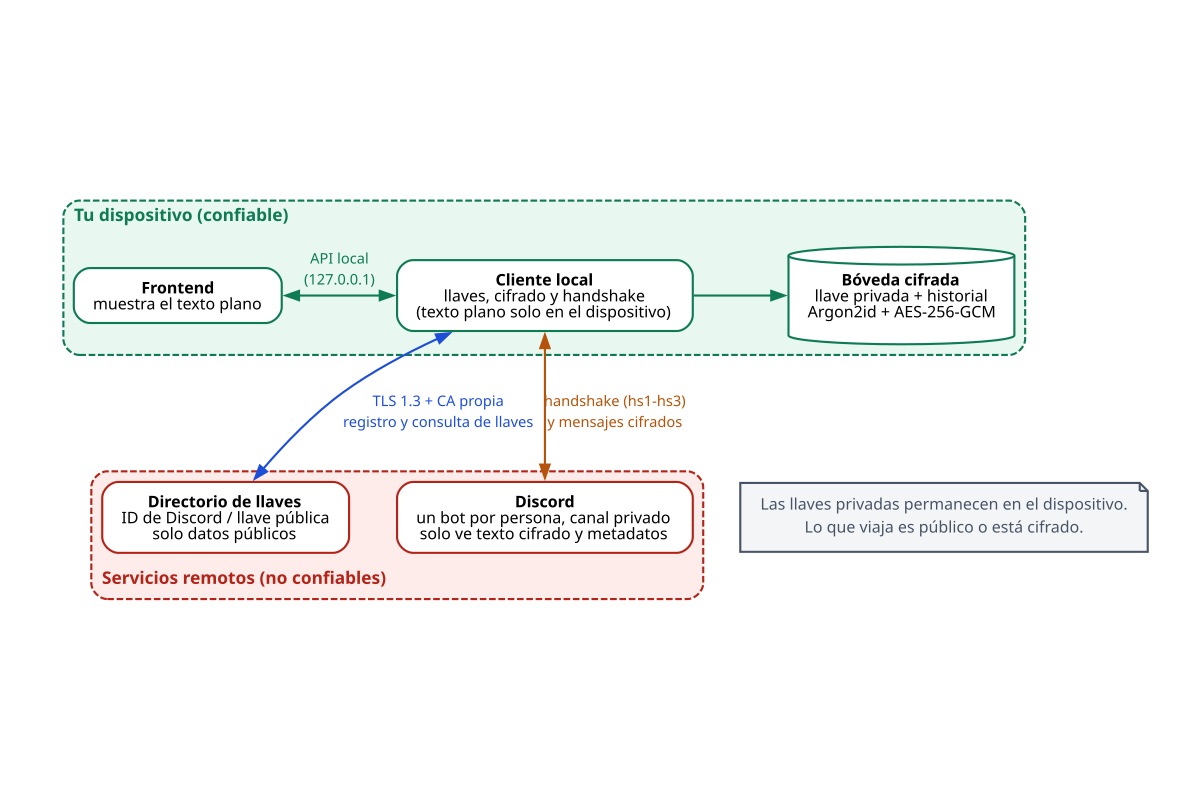 Tu dispositivo (confiable)
API local
(127.0.0.1)
Frontend
muestra el texto plano
Cliente local
llaves, cifrado y handshake
(texto plano solo en el dispositivo)
Bóveda cifrada
llave privada + historial
Argon2id + AES-256-GCM
TLS 1.3 + CA propia
registro y consulta de llaves
handshake (hs1-hs3)
y mensajes cifrados
Directorio de llaves
ID de Discord / llave pública
solo datos públicos
Discord
un bot por persona, canal privado
solo ve texto cifrado y metadatos
Servicios remotos (no confiables)
Las llaves privadas permanecen en el dispositivo.
Lo que viaja es público o está cifrado.